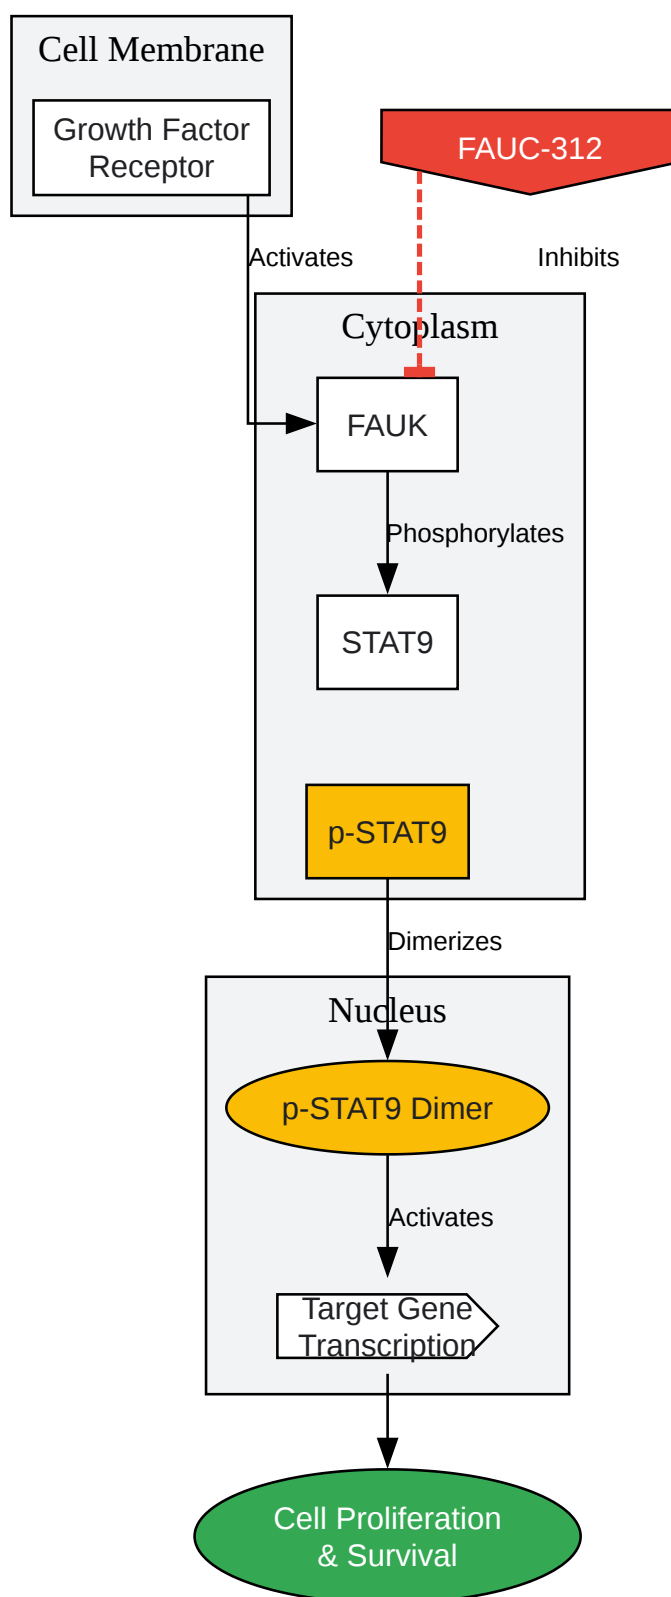 Cell Membrane
Growth Factor
Receptor
FAUC-312
Activates
Inhibits
Cytoplasm
FAUK
Phosphorylates
STAT9
p-STAT9
Dimerizes
Nucleus
p-STAT9 Dimer
Activates
Target Gene
Transcription
Cell Proliferation
& Survival